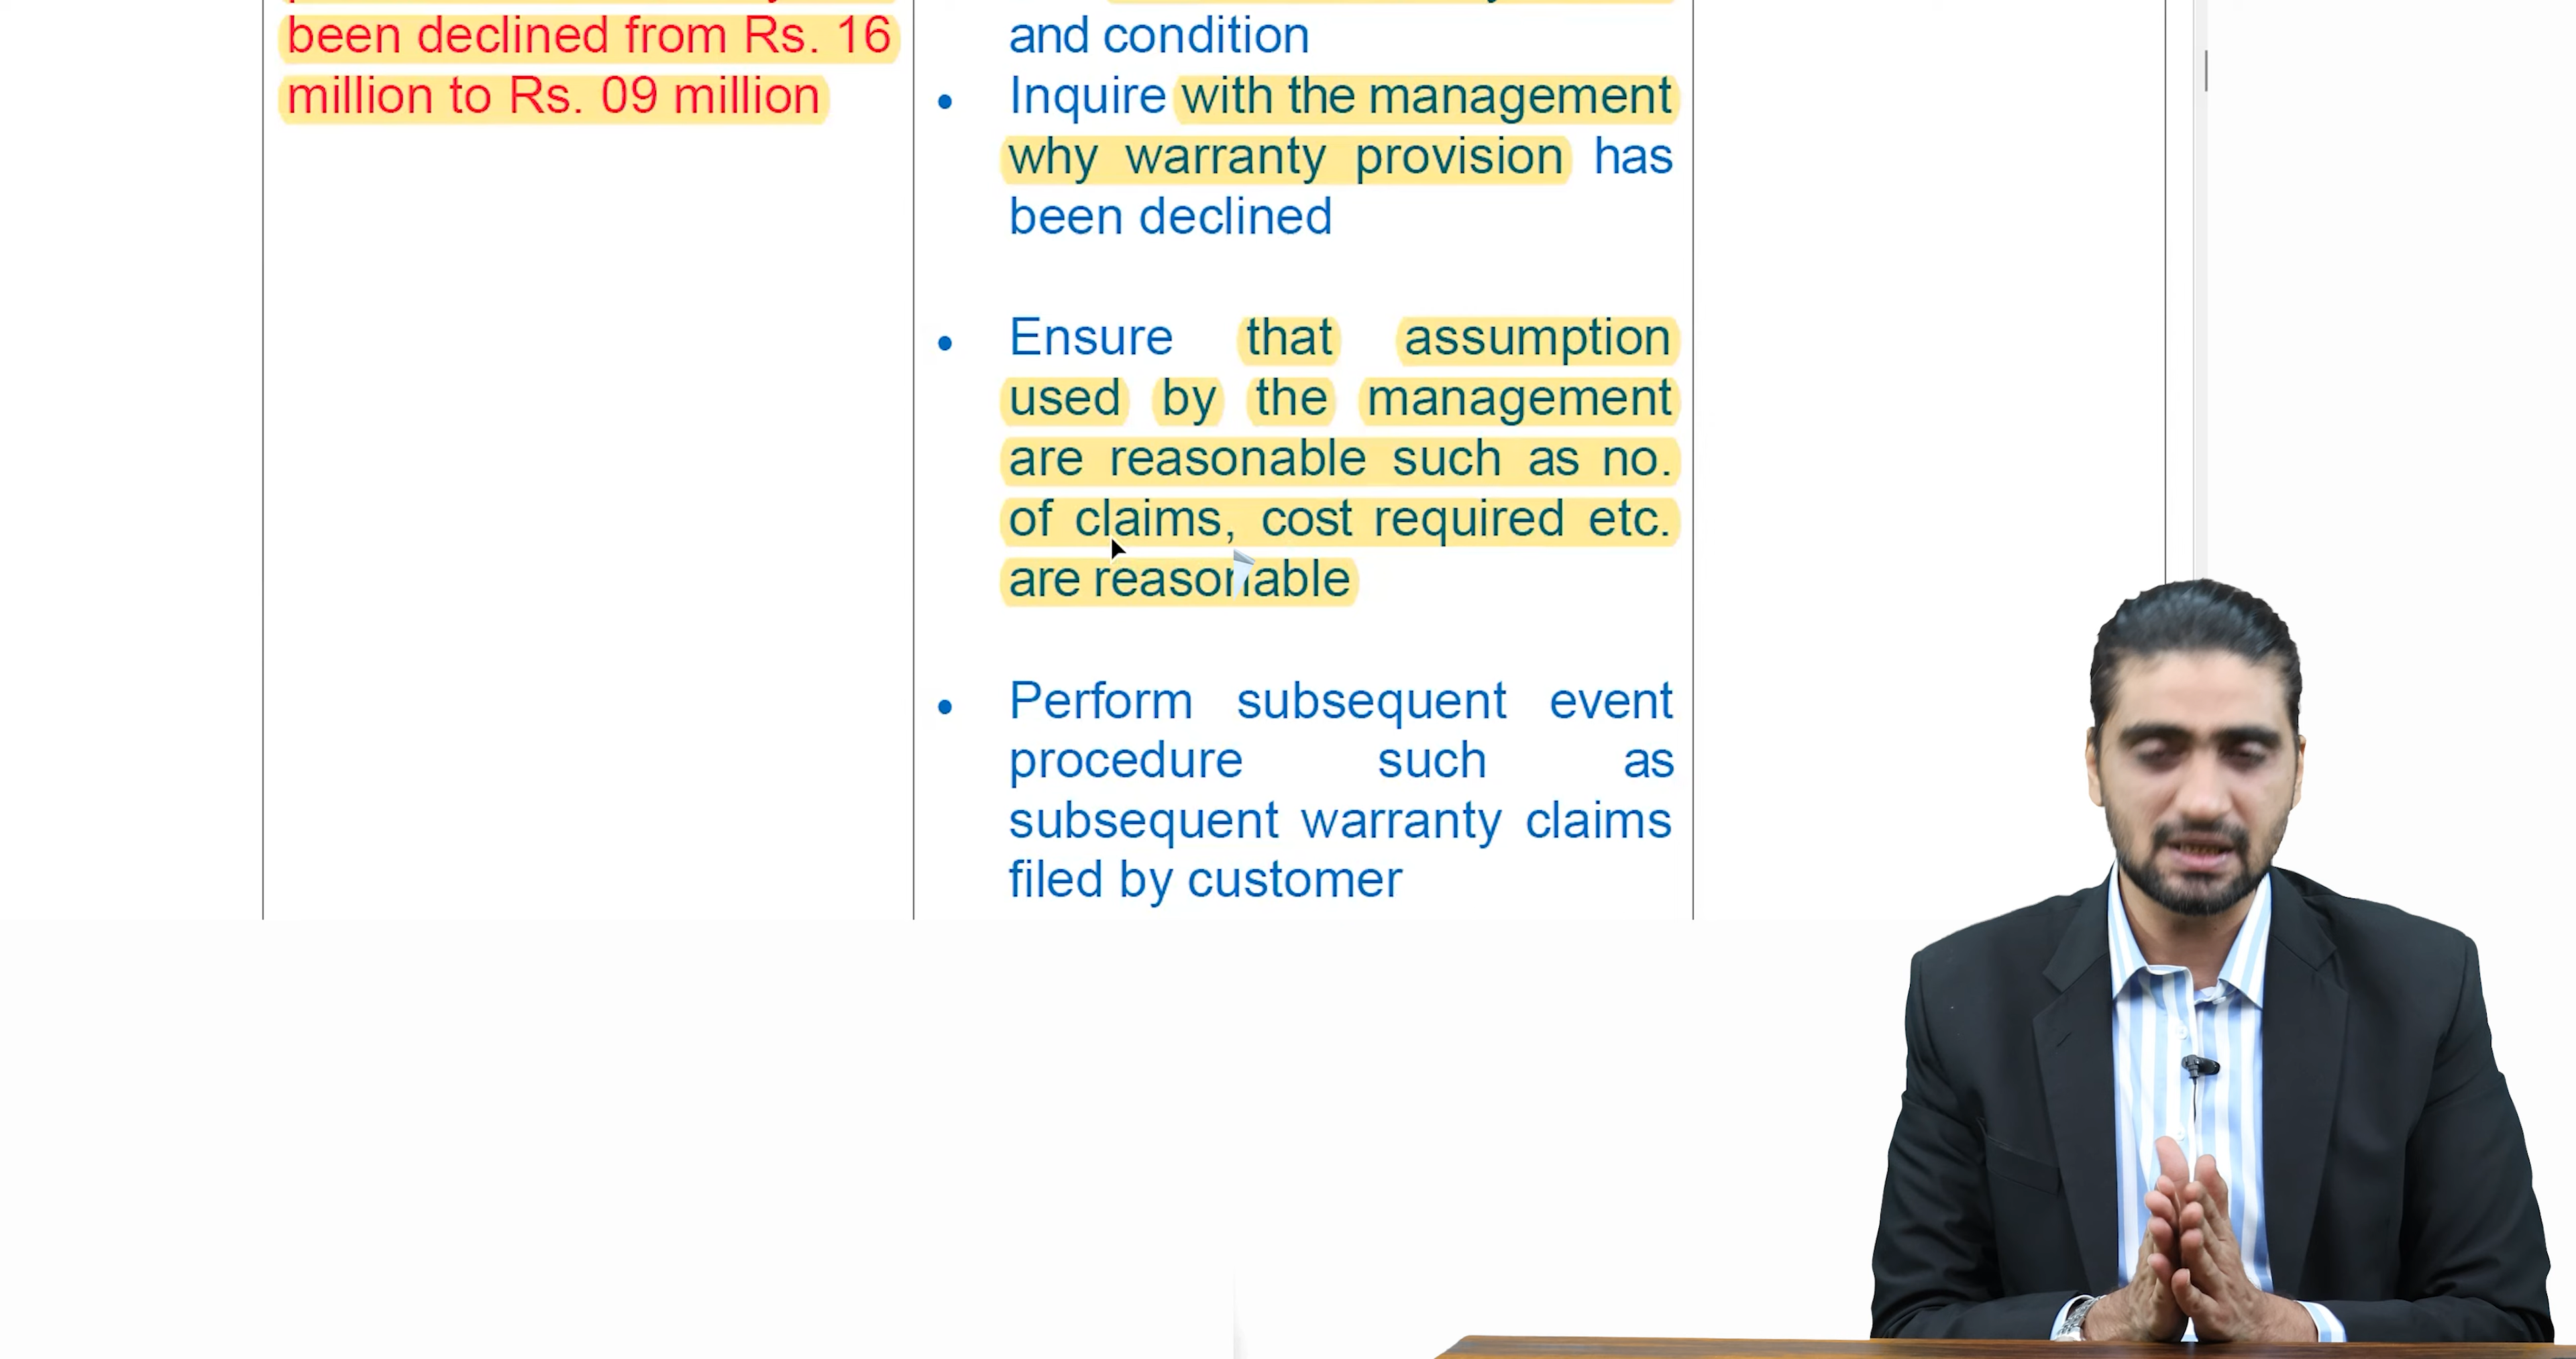 been declined from Rs. 16
million to Rs. 09 million
and condition
• Inquire with the management
why warranty provision has
been declined
• Ensure that assumption
used by the management
are reasonable such as no.
of claims, cost required etc.
are reasonable
• Perform subsequent event
procedure such as
subsequent warranty claims
filed by customer